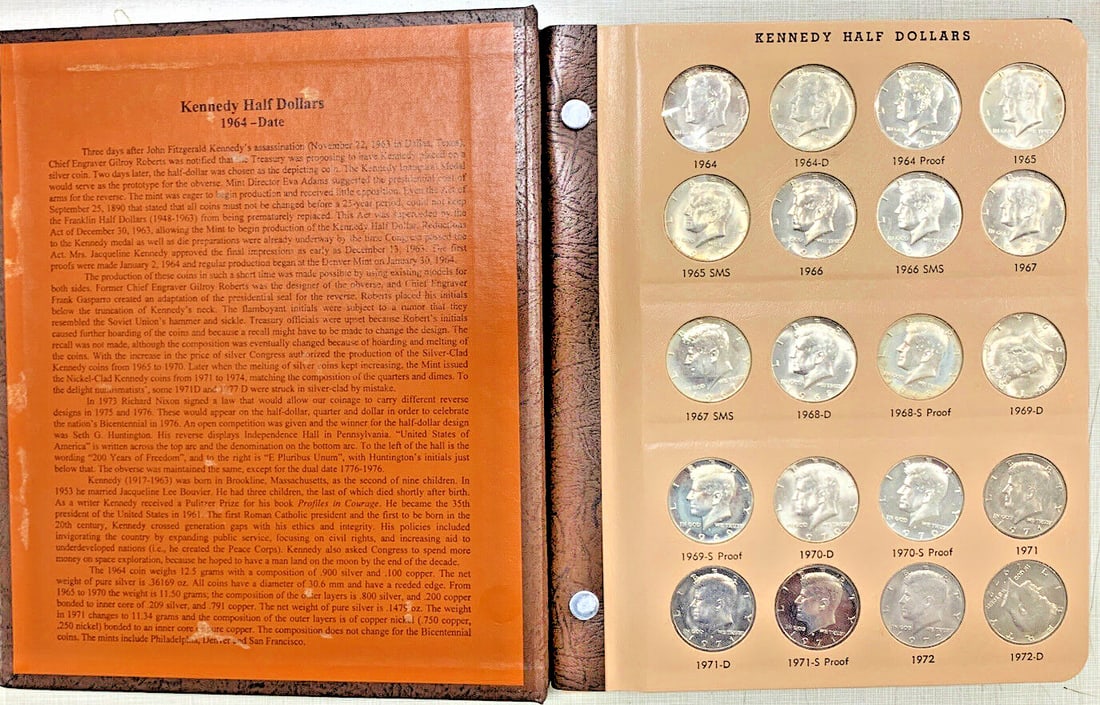 Kennedy Half Dollars
1964 –Date
Three days after John Fitzgerald Kennedy's assassination (November 22, 1963 in Dallas, Texas),
Chief Engraver Gilroy Roberts was notified that the Treasury was proposing to have Kennedy placed on a
silver coin. Two days later, the half-dollar was chosen as the depicting coin. The Kennedy Inaugural Medal
would serve as the prototype for the obverse. Mint Director Eva Adams suggested the presidential coat of
arms for the reverse. The mint was eager to begin production and received little opposition. Even the Act of
September 25, 1890 that stated that all coins must not be changed before a 25-year period, could not keep
the Franklin Half Dollars (1948-1963) from being prematurely replaced. This Act was superseded by the
Act of December 30, 1963, allowing the Mint to begin production of the Kennedy Half Dollar. Reductions
to the Kennedy medal as well as die preparations were already underway by the time Congress passed the
Act. Mrs. Jacqueline Kennedy approved the final impressions as early as December 13, 1963. The first
proofs were made January 2, 1964 and regular production began at the Denver Mint on January 30, 1964.
The production of these coins in such a short time was made possible by using existing models for
both sides. Former Chief Engraver Gilroy Roberts was the designer of the obverse, and Chief Engraver
Frank Gasparro created an adaptation of the presidential seal for the reverse. Roberts placed his initials
below the truncation of Kennedy's neck. The flamboyant initials were subject to a rumor that they
resembled the Soviet Union's hammer and sickle. Treasury officials were upset because Robert's initials
caused further hoarding of the coins and because a recall might have to be made to change the design. The
recall was not made, although the composition was eventually changed because of hoarding and melting of
the coins. With the increase in the price of silver Congress authorized the production of the Silver-Clad
Kennedy coins from 1965 to 1970. Later when the melting of silver coins kept increasing, the Mint issued
the Nickel-Clad Kennedy coins from 1971 to 1974, matching the composition of the quarters and dimes. To
the delight numismatists', some 1971D and 1977 D were struck in silver-clad by mistake.
In 1973 Richard Nixon signed a law that would allow our coinage to carry different reverse
designs in 1975 and 1976. These would appear on the half-dollar, quarter and dollar in order to celebrate
the nation's Bicentennial in 1976. An open competition was given and the winner for the half-dollar design
was Seth G. Huntington. His reverse displays Independence Hall in Pennsylvania. "United States of
America" is written across the top arc and the denomination on the bottom arc. To the left of the hall is the
wording "200 Years of Freedom", and to the right is "E Pluribus Unum", with Huntington's initials just
below that. The obverse was maintained the same, except for the dual date 1776-1976.
Kennedy (1917-1963) was born in Brookline, Massachusetts, as the second of nine children. In
1953 he married Jacqueline Lee Bouvier. He had three children, the last of which died shortly after birth.
As a writer Kennedy received a Pulitzer Prize for his book Profiles in Courage. He became the 35th
president of the United States in 1961. The first Roman Catholic president and the first to be born in the
20th century, Kennedy crossed generation gaps with his ethics and integrity. His policies included
invigorating the country by expanding public service, focusing on civil rights, and increasing aid to
underdeveloped nations (i.e., he created the Peace Corps). Kennedy also asked Congress to spend more
money on space exploration, because he hoped to have a man land on the moon by the end of the decade.
The 1964 coin weighs 12.5 grams with a composition of .900 silver and .100 copper. The net
weight of pure silver is .36169 oz. All coins have a diameter of 30.6 mm and have a reeded edge. From
1965 to 1970 the weight is 11.50 grams; the composition of the outer layers is .800 silver, and .200 copper
bonded to inner core of .209 silver, and .791 copper. The net weight of pure silver is .1479 oz. The weight
in 1971 changes to 11.34 grams and the composition of the outer layers is of copper nickel (.750 copper,
.250 nickel) bonded to an inner core of pure copper. The composition does not change for the Bicentennial
coins. The mints include Philadelphia, Denver and San Francisco.
KENNEDY HALF DOLLARS
1964 1964-D 1964 Proof 1965
1965 SMS 1966 1966 SMS 1967
1967 SMS 1968-D 1968-S Proof 1969-D
1969-S Proof 1970-D 1970-S Proof 1971
1971-D 1971-S Proof 1972 1972-D